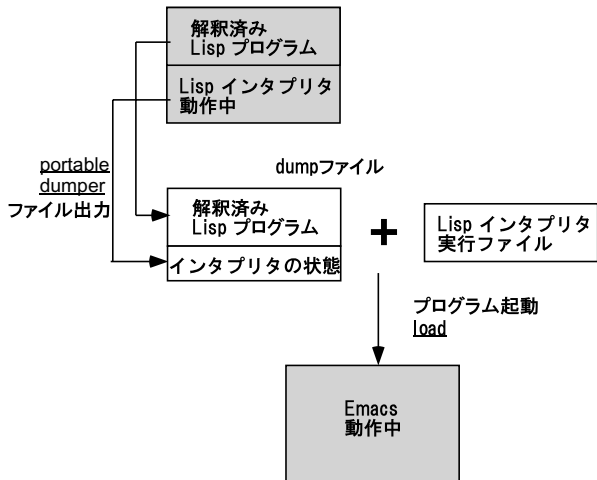 解釈済み
Lisp プログラム
Lisp インタプリタ
動作中
portable
dumper
ファイル出力
dumpファイル
解釈済み
Lisp プログラム
インタプリタの状態
+
Lisp インタプリタ
実行ファイル
プログラム起動
load
Emacs
動作中